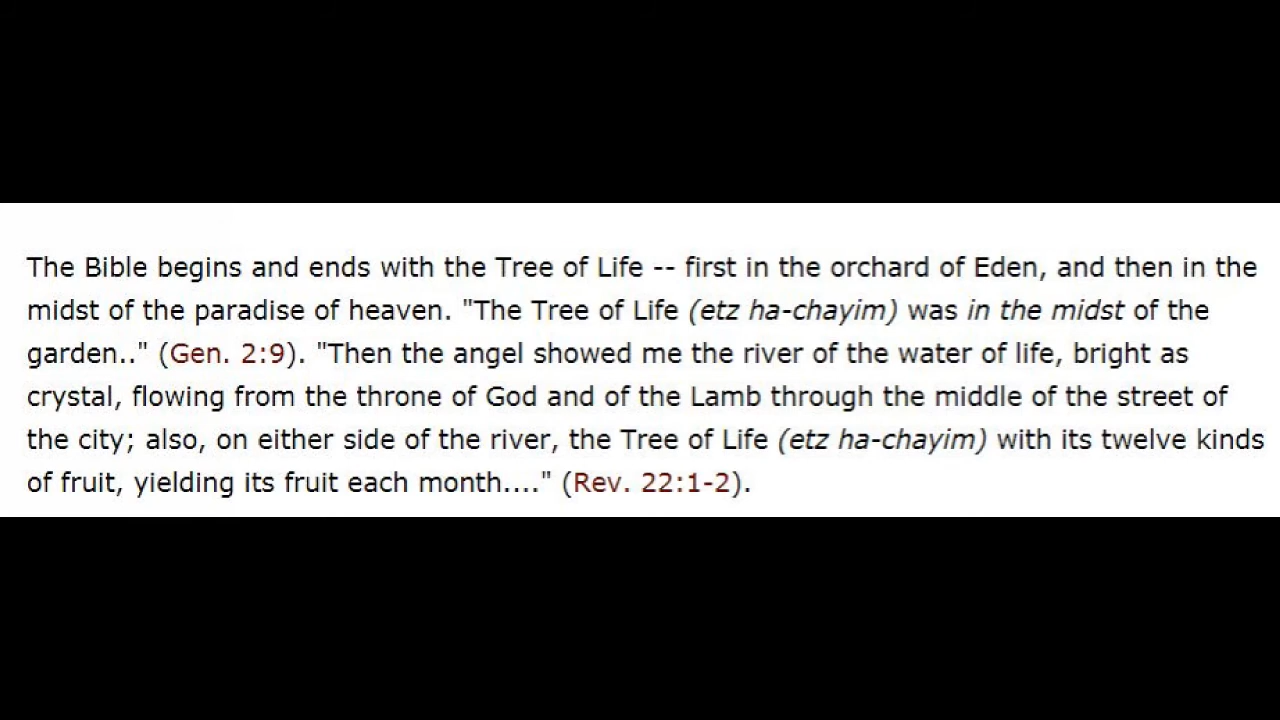 The Bible begins and ends with the Tree of Life -- first in the orchard of Eden, and then in the
midst of the paradise of heaven. "The Tree of Life (etz ha-chayim) was in the midst of the
garden.." (Gen. 2:9). "Then the angel showed me the river of the water of life, bright as
crystal, flowing from the throne of God and of the Lamb through the middle of the street of
the city; also, on either side of the river, the Tree of Life (etz ha-chayim) with its twelve kinds
of fruit, yielding its fruit each month...." (Rev. 22:1-2).